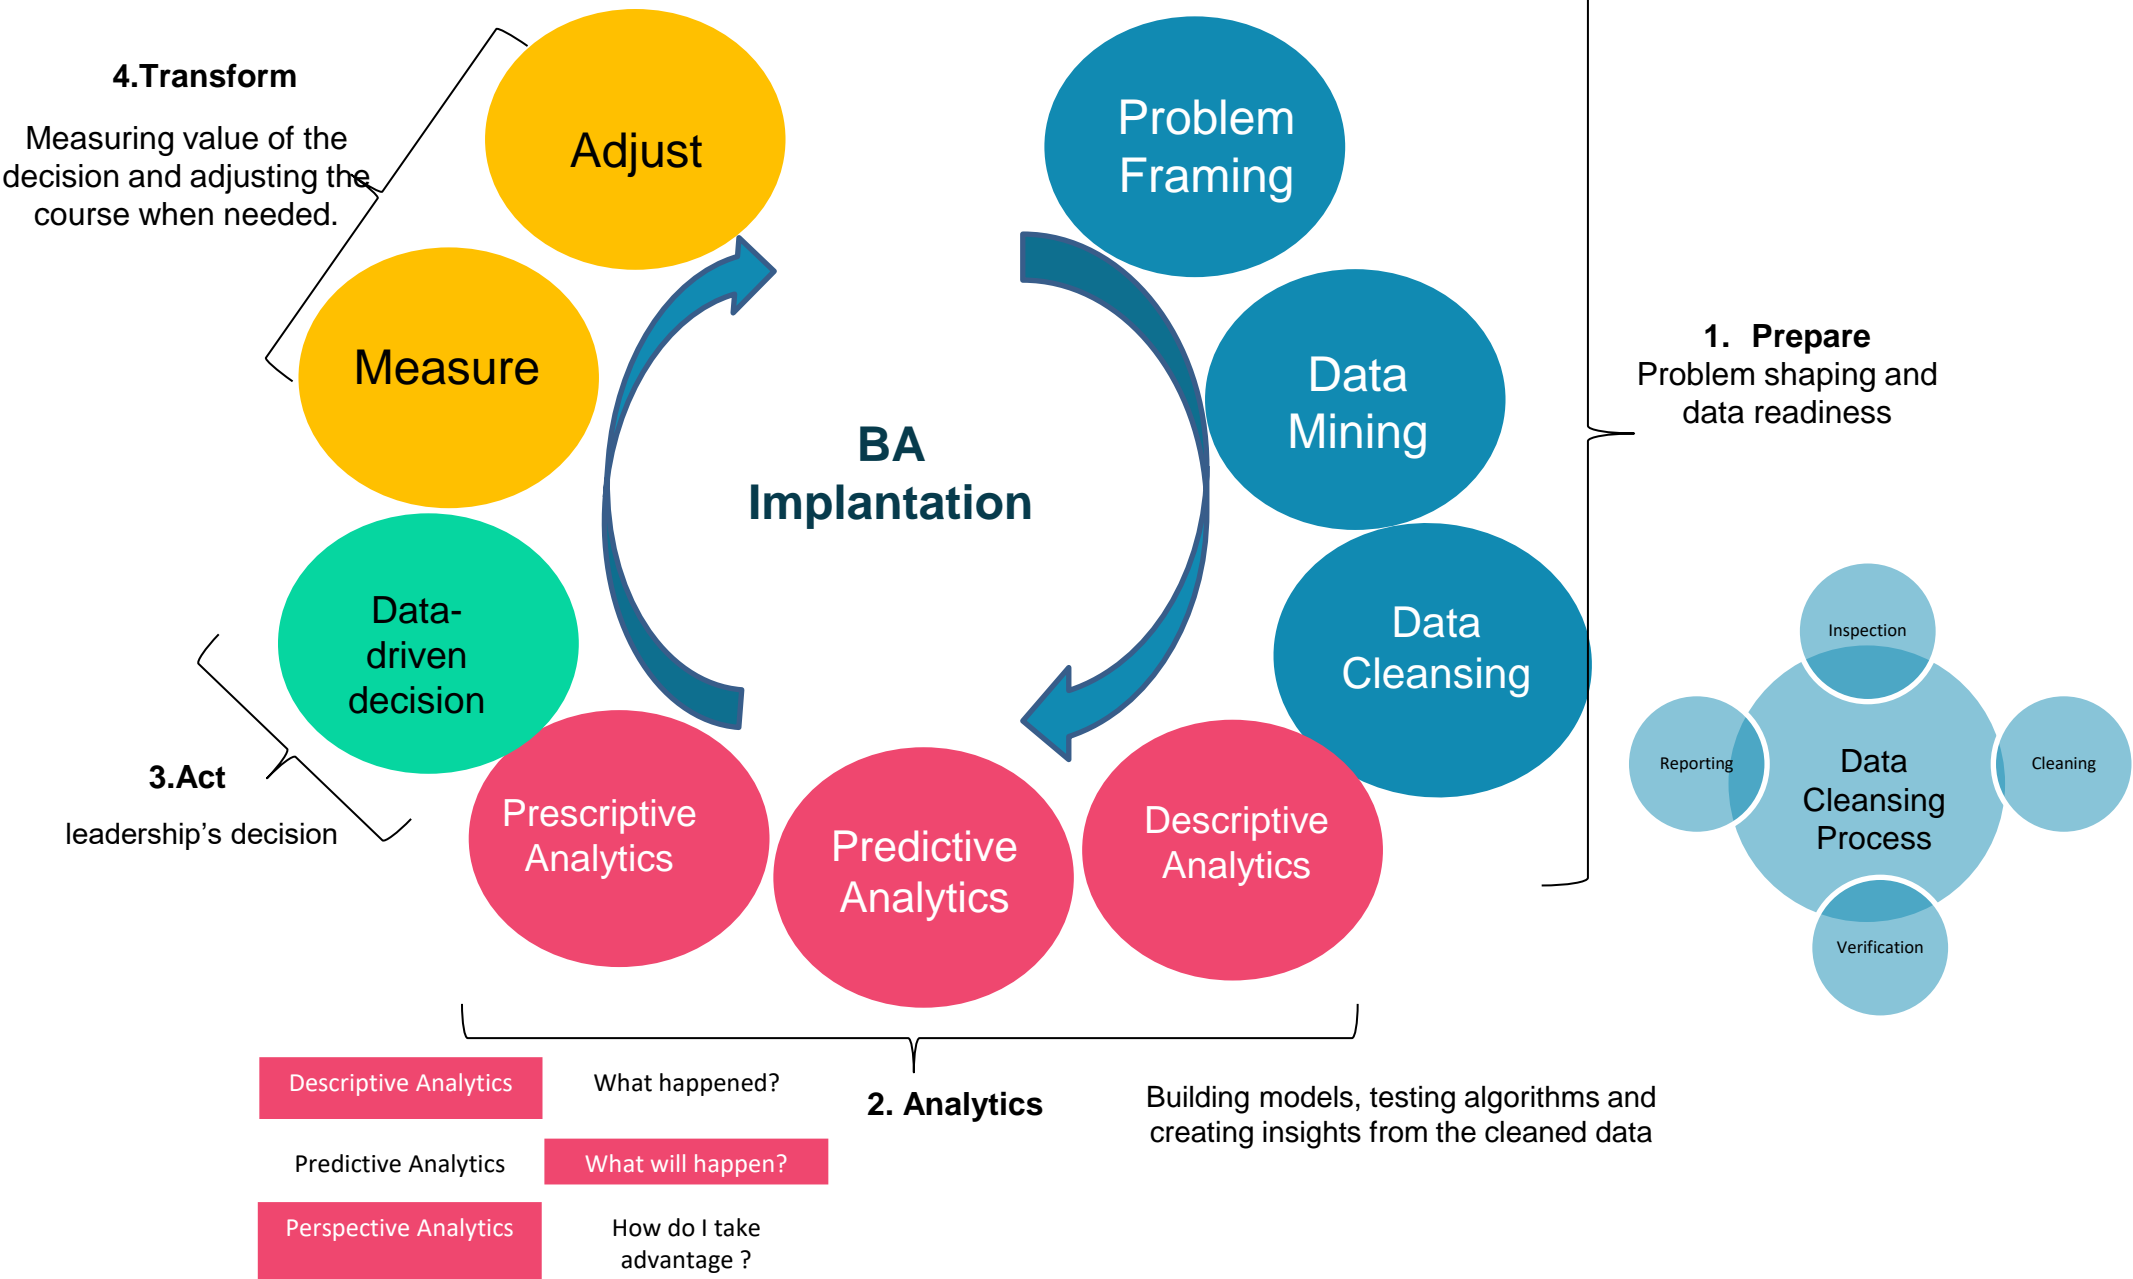 4.Transform
Measuring value of the
decision and adjusting the
course when needed.
Adjust
Measure
Problem
Framing
Data
Mining
Data
Cleansing
1. Prepare
Problem shaping and
data readiness
BA
Implantation
Data-
driven
decision
3.Act
leadership’s decision
Prescriptive
Analytics
Predictive
Analytics
Descriptive
Analytics
Inspection
Reporting
Data
Cleansing
Process
Cleaning
Verification
Descriptive Analytics
What happened?
Predictive Analytics
What will happen?
Perspective Analytics
How do I take
advantage ?
2. Analytics
Building models, testing algorithms and
creating insights from the cleaned data